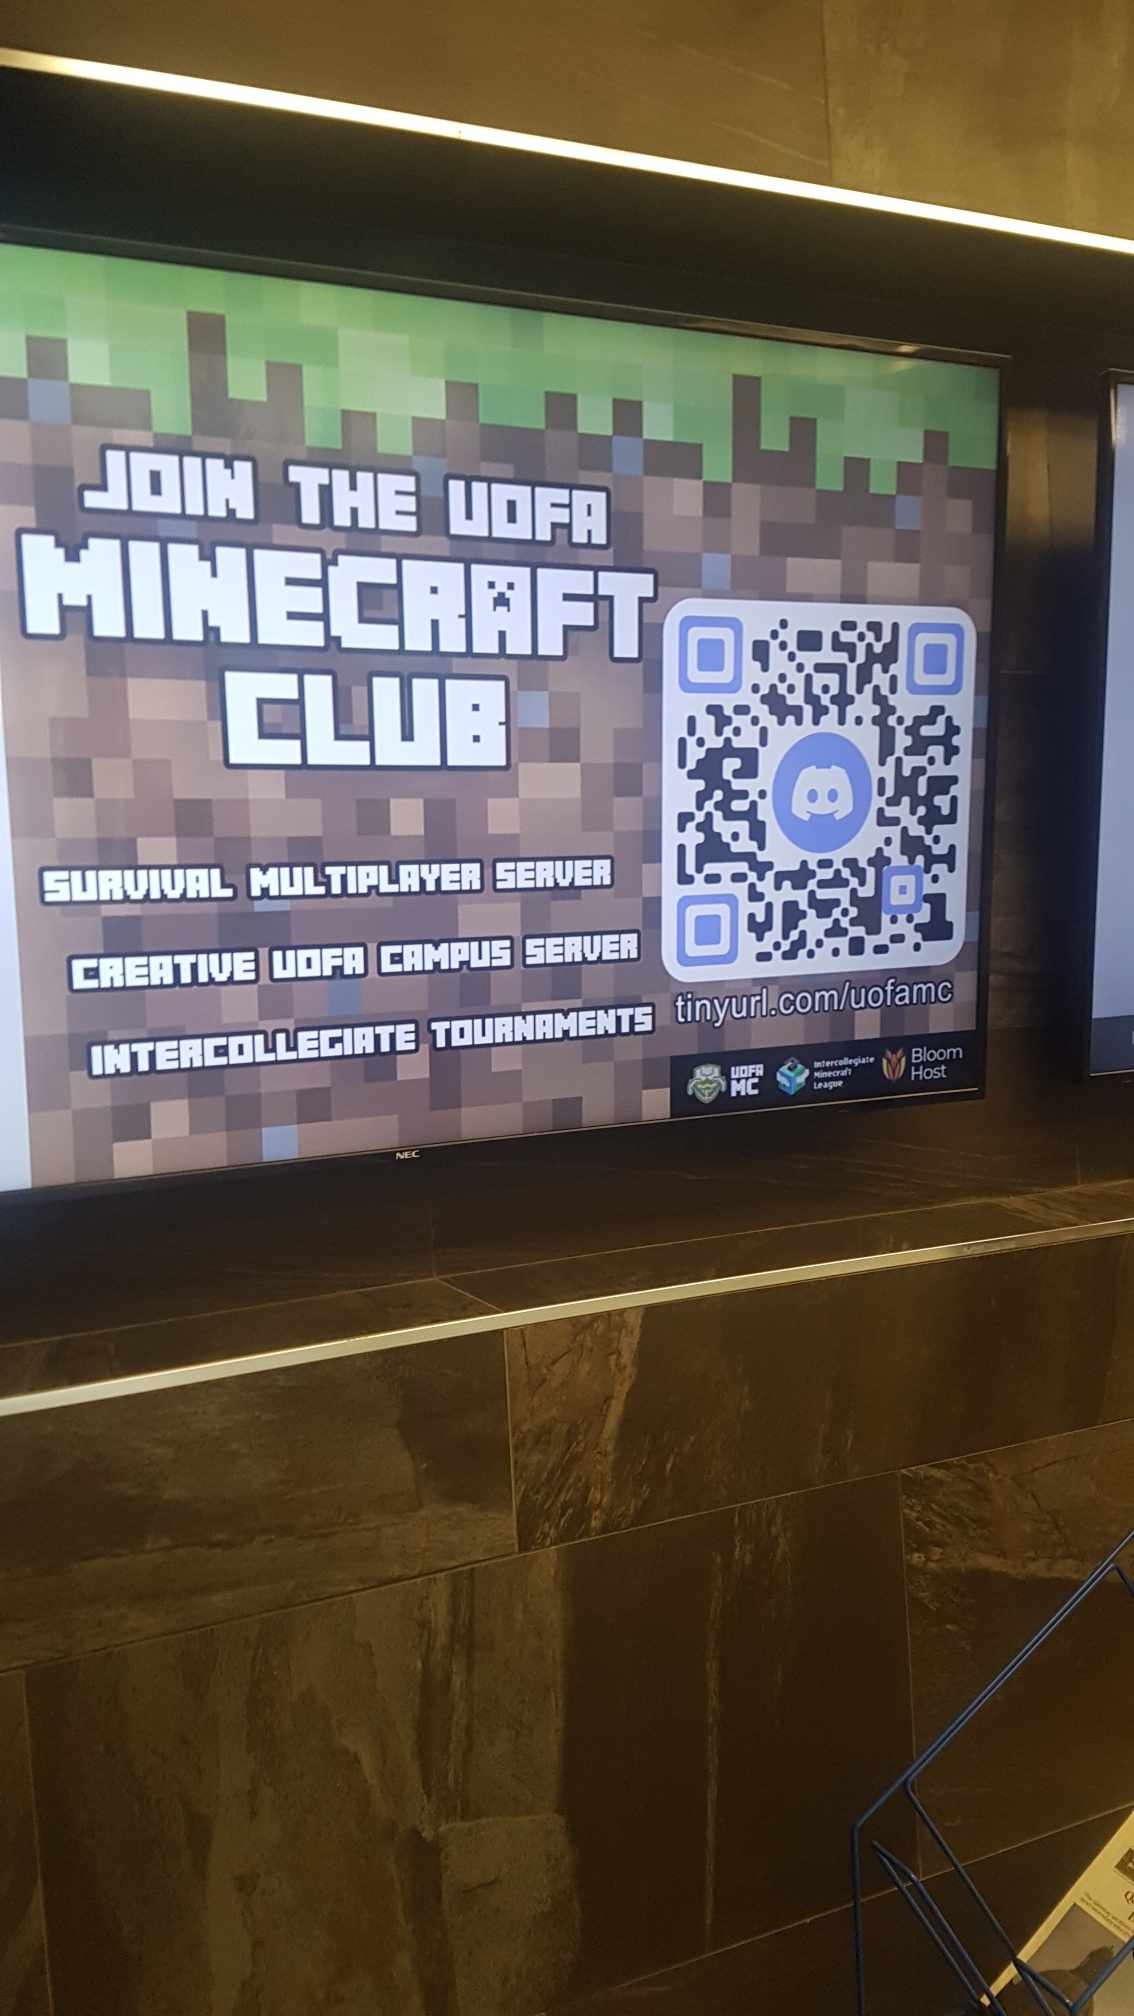 JOIN THE UOFA
MINECRAFT
CLUB
SURVIVAL MULTIPLAYER SERVER
CREATIVE UOFA CAMPUS SERVER
INTERCOLLEGIATE TOURNAMENTS
tinyurl.com/uofamc
UOFA
MC
Intercollegiate
Minecraft
League
Bloom
Host
NEC